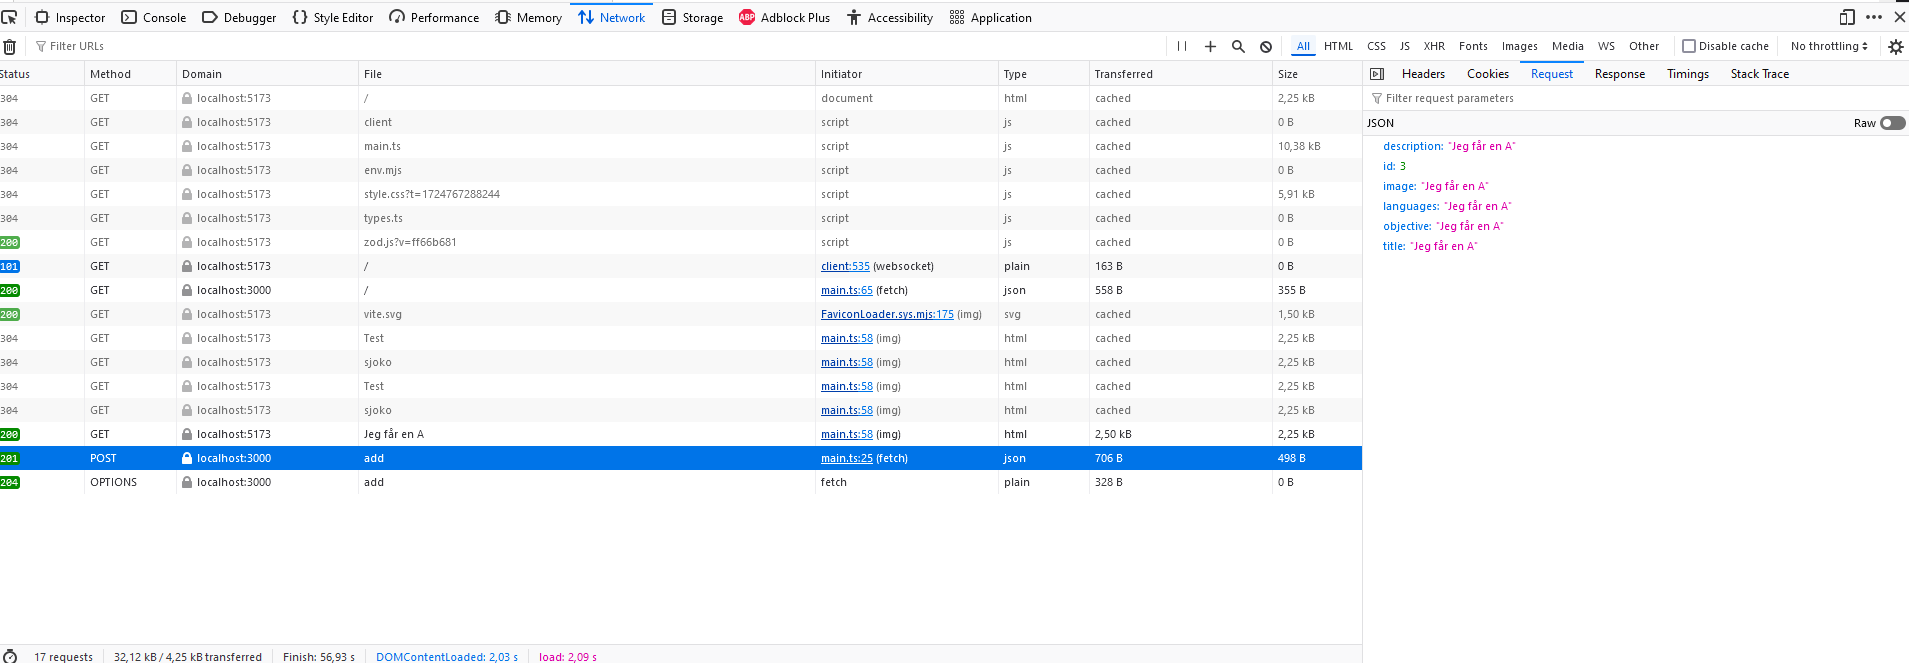 Inspector Console Debugger Style Editor Performance Memory Network Storage ABP Adblock Plus Accessibility Application
Filter URLs All HTML CSS JS XHR Fonts Images Media WS Other Disable cache No throttling
Status Method Domain File Initiator Type Transferred Size
304 GET localhost:5173 / document html cached 2,25 kB
304 GET localhost:5173 client script js cached 0 B
304 GET localhost:5173 main.ts script js cached 10,38 kB
304 GET localhost:5173 env.mjs script js cached 0 B
304 GET localhost:5173 style.css?t=1724767288244 script js cached 5,91 kB
304 GET localhost:5173 types.ts script js cached 0 B
200 GET localhost:5173 zod.js?v=ff66b681 script js cached 0 B
101 GET localhost:5173 / client:535 (websocket) plain 163 B 0 B
200 GET localhost:3000 / main.ts:65 (fetch) json 558 B 355 B
200 GET localhost:5173 vite.svg FaviconLoader.sys.mjs:175 (img) svg cached 1,50 kB
304 GET localhost:5173 Test main.ts:58 (img) html cached 2,25 kB
304 GET localhost:5173 sjoko main.ts:58 (img) html cached 2,25 kB
304 GET localhost:5173 Test main.ts:58 (img) html cached 2,25 kB
304 GET localhost:5173 sjoko main.ts:58 (img) html cached 2,25 kB
200 GET localhost:5173 Jeg får en A main.ts:58 (img) html 2,50 kB 2,25 kB
201 POST localhost:3000 add main.ts:25 (fetch) json 706 B 498 B
204 OPTIONS localhost:3000 add fetch plain 328 B 0 B
17 requests 32,12 kB / 4,25 kB transferred Finish: 56,93 s DOMContentLoaded: 2,03 s load: 2,09 s
Headers Cookies Request Response Timings Stack Trace
Filter request parameters
JSON Raw
description: "Jeg får en A"
id: 3
image: "Jeg får en A"
languages: "Jeg får en A"
objective: "Jeg får en A"
title: "Jeg får en A"